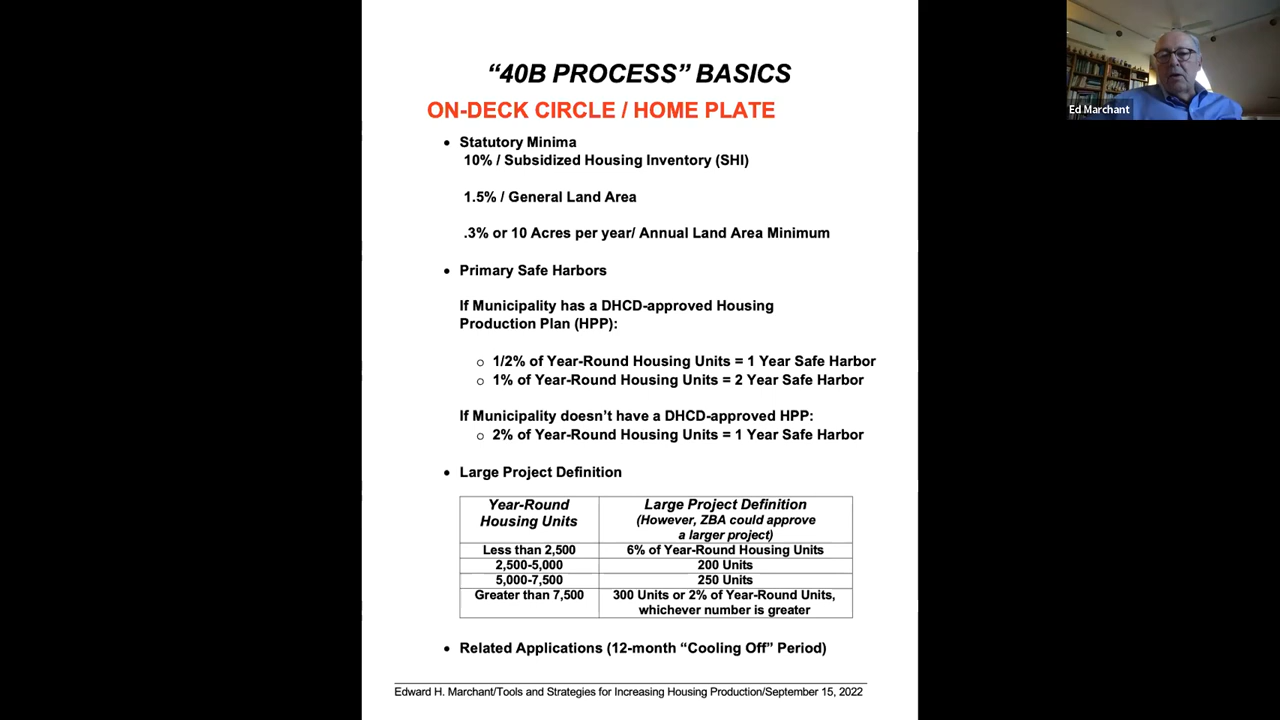 “40B PROCESS” BASICS
ON-DECK CIRCLE / HOME PLATE
• Statutory Minima
10% / Subsidized Housing Inventory (SHI)
1.5% / General Land Area
.3% or 10 Acres per year/ Annual Land Area Minimum
• Primary Safe Harbors
If Municipality has a DHCD-approved Housing
Production Plan (HPP):
o 1/2% of Year-Round Housing Units = 1 Year Safe Harbor
o 1% of Year-Round Housing Units = 2 Year Safe Harbor
If Municipality doesn’t have a DHCD-approved HPP:
o 2% of Year-Round Housing Units = 1 Year Safe Harbor
• Large Project Definition
Year-Round
Housing Units
Large Project Definition
(However, ZBA could approve
a larger project)
Less than 2,500
6% of Year-Round Housing Units
2,500-5,000
200 Units
5,000-7,500
250 Units
Greater than 7,500
300 Units or 2% of Year-Round Units,
whichever number is greater
• Related Applications (12-month “Cooling Off” Period)
Edward H. Marchant/Tools and Strategies for Increasing Housing Production/September 15, 2022
Ed Marchant